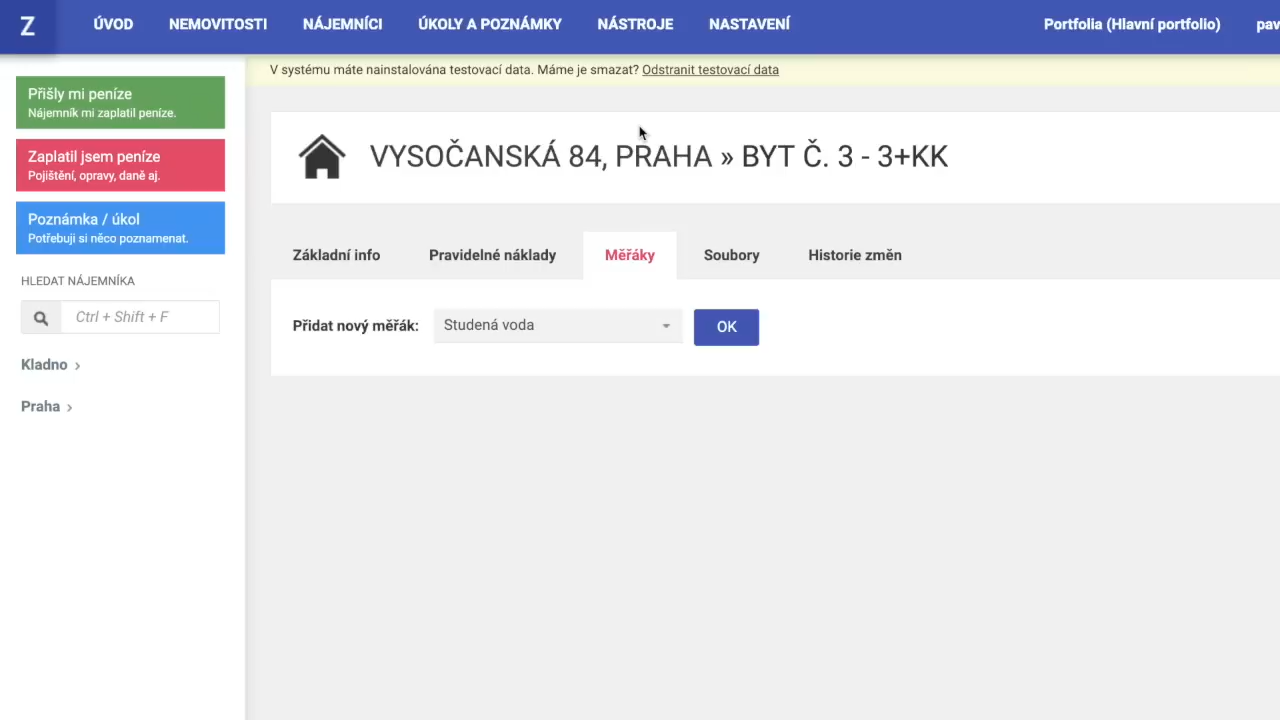 Z
ÚVOD NEMOVITOSTI NÁJEMNÍCI ÚKOLY A POZNÁMKY NÁSTROJE NASTAVENÍ Portfolia (Hlavní portfolio) pav
V systému máte nainstalována testovací data. Máme je smazat? Odstranit testovací data
Přišly mi peníze
Nájemník mi zaplatil peníze.
Zaplatil jsem peníze
Pojištění, opravy, daně aj.
Poznámka / úkol
Potřebuji si něco poznamenat.
HLEDAT NÁJEMNÍKA
Ctrl + Shift + F
Kladno
Praha
VYSOČANSKÁ 84, PRAHA » BYT Č. 3 - 3+KK
Základní info Pravidelné náklady Měřáky Soubory Historie změn
Přidat nový měřák: Studená voda OK